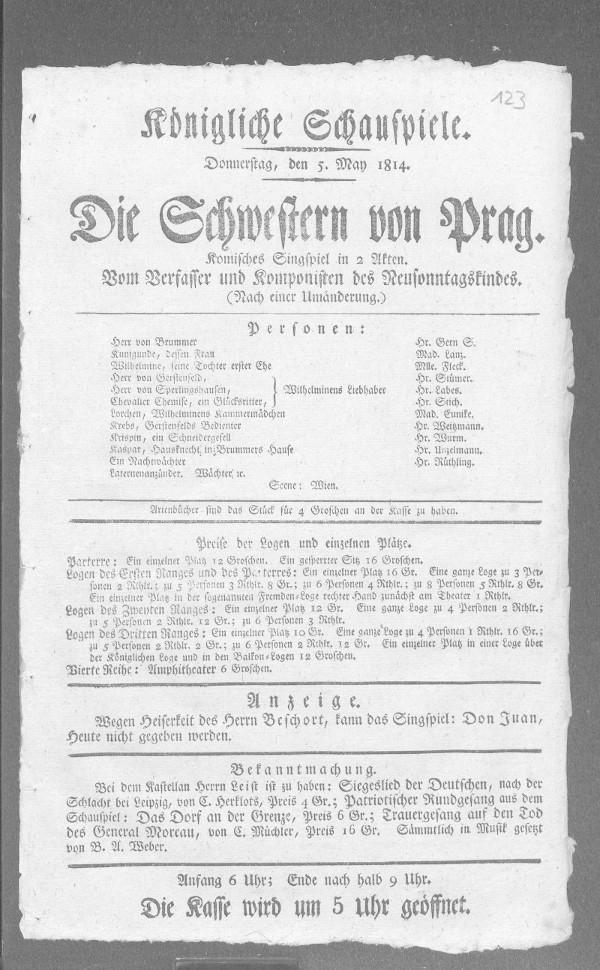 123
Königliche Schauspiele.
Donnerstag, den 5. May 1814.
Die Schwestern von Prag.
Komisches Singspiel in 2 Akten.
Vom Verfasser und Komponisten des Neusonntagskindes.
(Nach einer Umänderung.)
Personen:
Herr von Brummer Hr. Gern S.
Kunigunde, dessen Frau Mad. Lanz.
Wilhelmine, seine Tochter erster Ehe Mlle. Fleck.
Herr von Gerstenfeld, Hr. Stümer.
Herr von Sperlingshausen, Wilhelminens Liebhaber Hr. Labes.
Chevalier Chemise, ein Glücksritter, Hr. Stich.
Lorchen, Wilhelminens Kammermädchen Mad. Eunike.
Krebs, Gerstenfelds Bedienter Hr. Weitzmann.
Krispin, ein Schneidergesell Hr. Wurm.
Kaspar, Hausknecht in Brummers Hause Hr. Unzelmann.
Ein Nachtwächter Hr. Rüthling.
Laternenanzünder. Wächter, ꝛc.
Scene: Wien.
Arienbücher sind das Stück für 4 Groschen an der Kasse zu haben.
Preise der Logen und einzelnen Plätze.
Parterre: Ein einzelner Platz 12 Groschen. Ein gesperrter Sitz 16 Groschen.
Logen des Ersten Ranges und des Parterres: Ein einzelner Platz 16 Gr. Eine ganze Loge zu 3 Per-
sonen 2 Rthlr.; zu 5 Personen 3 Rthlr. 8 Gr.; zu 6 Personen 4 Rthlr.; zu 8 Personen 5 Rthlr. 8 Gr.
Ein einzelner Platz in der sogenannten Fremden-Loge rechter Hand zunächst am Theater 1 Rthlr.
Logen des Zweyten Ranges: Ein einzelner Platz 12 Gr. Eine ganze Loge zu 4 Personen 2 Rthlr.;
zu 5 Personen 2 Rthlr. 12 Gr.; zu 6 Personen 3 Rthlr.
Logen des Dritten Ranges: Ein einzelner Platz 10 Gr. Eine ganze Loge zu 4 Personen 1 Rthlr. 16 Gr.;
zu 5 Personen 2 Rthlr. 2 Gr.; zu 6 Personen 2 Rthlr. 12 Gr. Ein einzelner Platz in einer Loge über
der Königlichen Loge und in den Balkon-Logen 12 Groschen.
Vierte Reihe: Amphitheater 6 Groschen.
Anzeige.
Wegen Heiserkeit des Herrn Beschort, kann das Singspiel: Don Juan,
Heute nicht gegeben werden.
Bekanntmachung.
Bei dem Kastellan Herrn Leist ist zu haben: Siegeslied der Deutschen, nach der
Schlacht bei Leipzig, von C. Herklots, Preis 4 Gr.; Patriotischer Rundgesang aus dem
Schauspiel: Das Dorf an der Grenze, Preis 6 Gr.; Trauergesang auf den Tod
des General Moreau, von C. Müchler, Preis 16 Gr. Sämmtlich in Musik gesetzt
von B. A. Weber.
Anfang 6 Uhr; Ende nach halb 9 Uhr.
Die Kasse wird um 5 Uhr geöffnet.